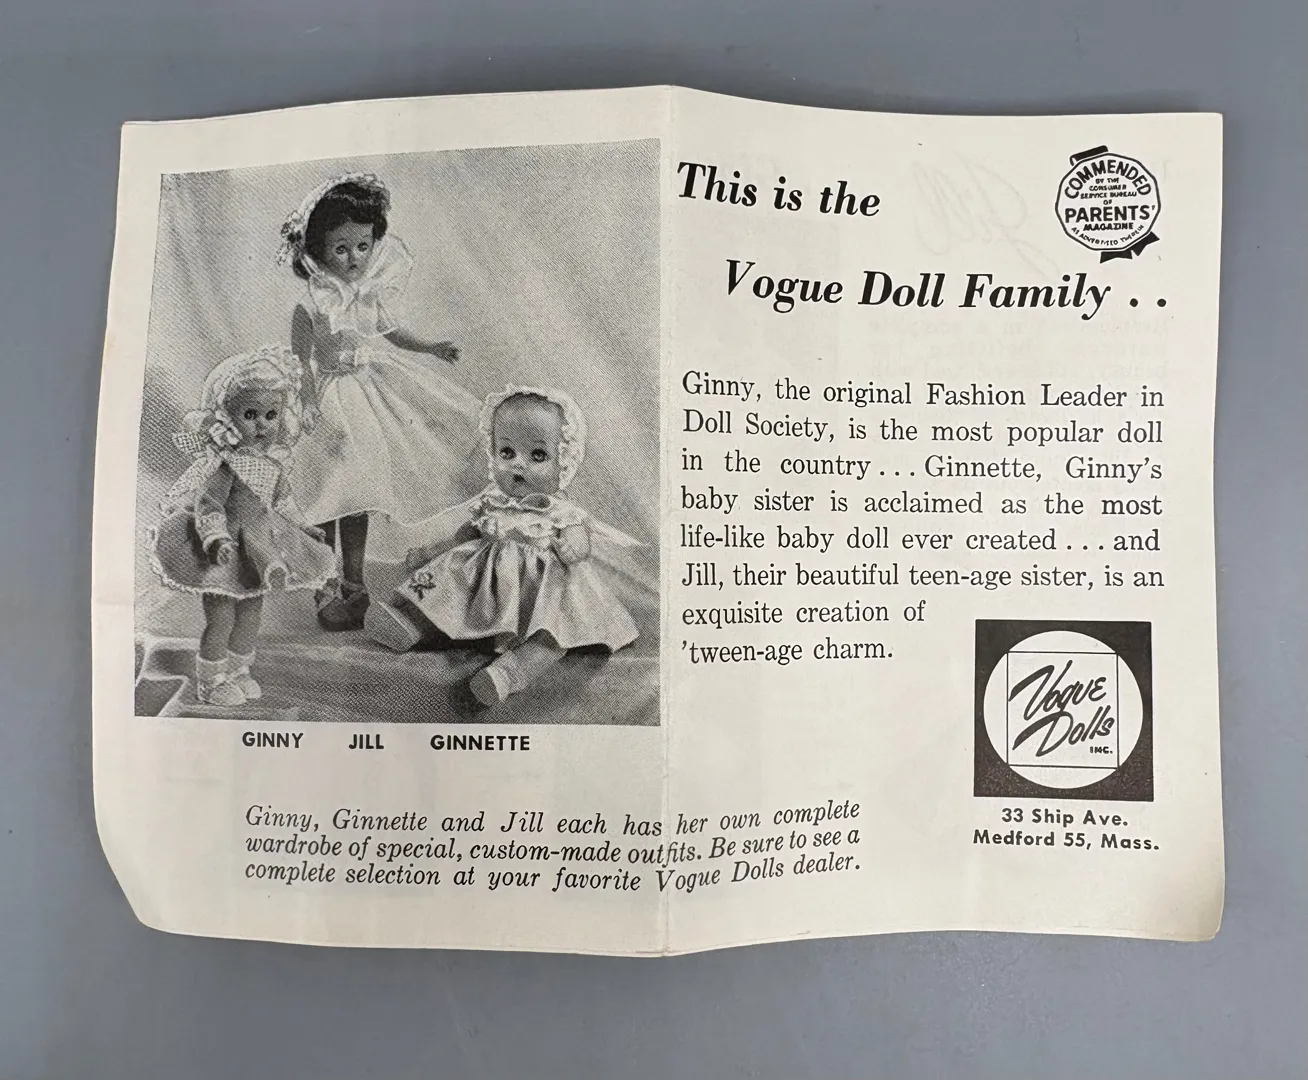 This is the
Vogue Doll Family . .
COMMENDED
BY THE
CONSUMER
SERVICE BUREAU
OF
PARENTS'
MAGAZINE
AS ADVERTISED THEREIN
Ginny, the original Fashion Leader in
Doll Society, is the most popular doll
in the country . . . Ginnette, Ginny's
baby sister is acclaimed as the most
life-like baby doll ever created . . . and
Jill, their beautiful teen-age sister, is an
exquisite creation of
'tween-age charm.
GINNY JILL GINNETTE
Vogue
Dolls
INC.
33 Ship Ave.
Medford 55, Mass.
Ginny, Ginnette and Jill each has her own complete
wardrobe of special, custom-made outfits. Be sure to see a
complete selection at your favorite Vogue Dolls dealer.